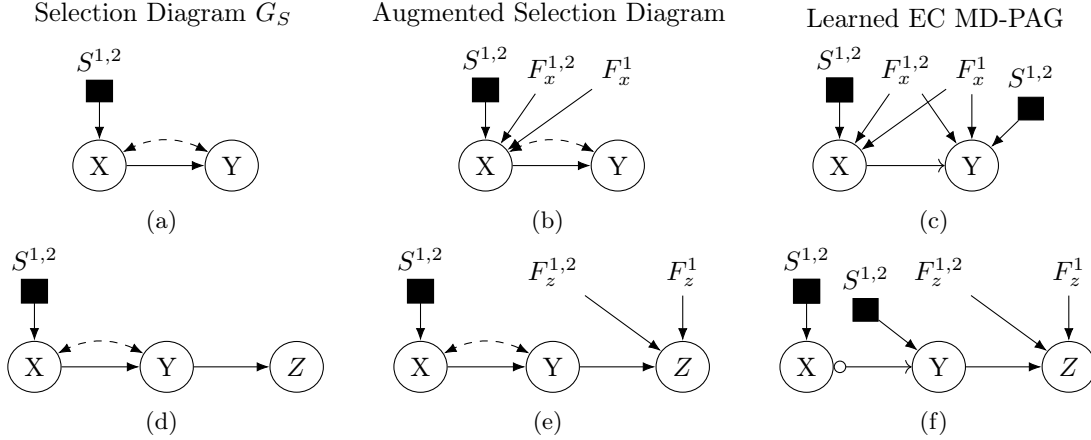 Selection Diagram $G_S$
Augmented Selection Diagram
Learned EC MD-PAG
$S^{1,2}$
X
Y
(a)
$S^{1,2}$
$F_x^{1,2}$
$F_x^1$
X
Y
(b)
$S^{1,2}$
$F_x^{1,2}$
$F_x^1$
$S^{1,2}$
X
Y
(c)
$S^{1,2}$
X
Y
Z
(d)
$S^{1,2}$
$F_z^{1,2}$
$F_z^1$
X
Y
Z
(e)
$S^{1,2}$
$S^{1,2}$
$F_z^{1,2}$
$F_z^1$
X
Y
Z
(f)